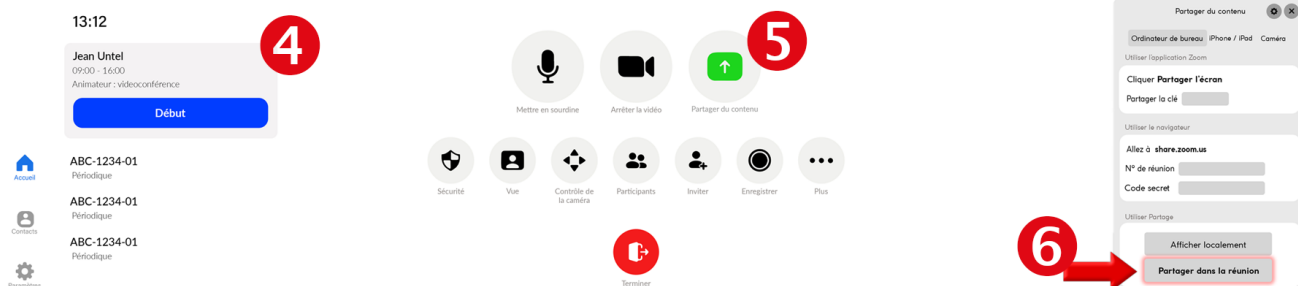 13:12
4
Jean Untel
09:00 - 16:00
Animateur : videoconférence
Début
ABC-1234-01
Périodique
ABC-1234-01
Périodique
ABC-1234-01
Périodique
Accueil
Contacts
Paramètres
5
Mettre en sourdine
Arrêter la vidéo
Partager du contenu
Sécurité
Vue
Contrôle de
la caméra
Participants
Inviter
Enregistrer
Plus
Terminer
6
Partager du contenu
Ordinateur de bureau
iPhone / iPad
Caméra
Utiliser l'application Zoom
Cliquer Partager l'écran
Partager la clé
Utiliser le navigateur
Allez à share.zoom.us
N° de réunion
Code secret
Utiliser Partage
Afficher localement
Partager dans la réunion